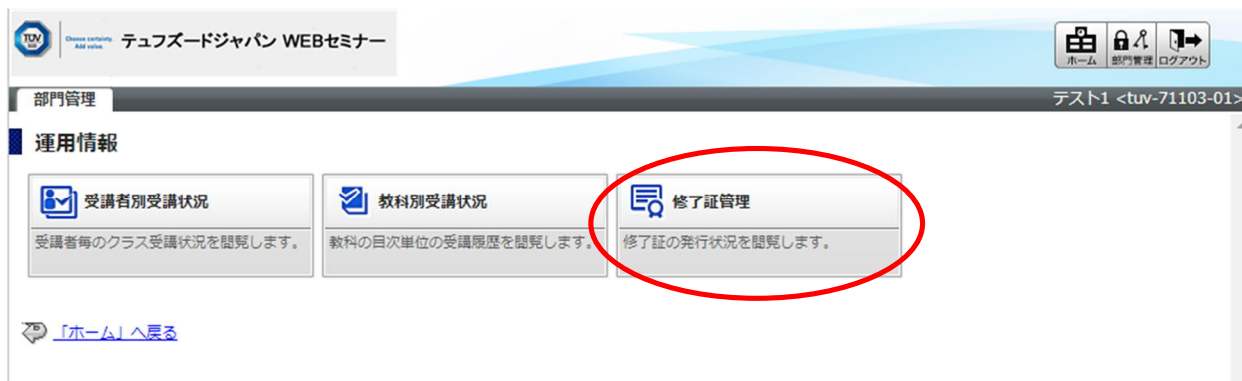 TÜV
SÜD
Choose certainty.
Add value.
テュフズードジャパン WEBセミナー
ホーム
部門管理
ログアウト
部門管理
テスト1 <tuv-71103-01>
運用情報
受講者別受講状況
受講者毎のクラス受講状況を閲覧します。
教科別受講状況
教科の目次単位の受講履歴を閲覧します。
修了証管理
修了証の発行状況を閲覧します。
「ホーム」へ戻る